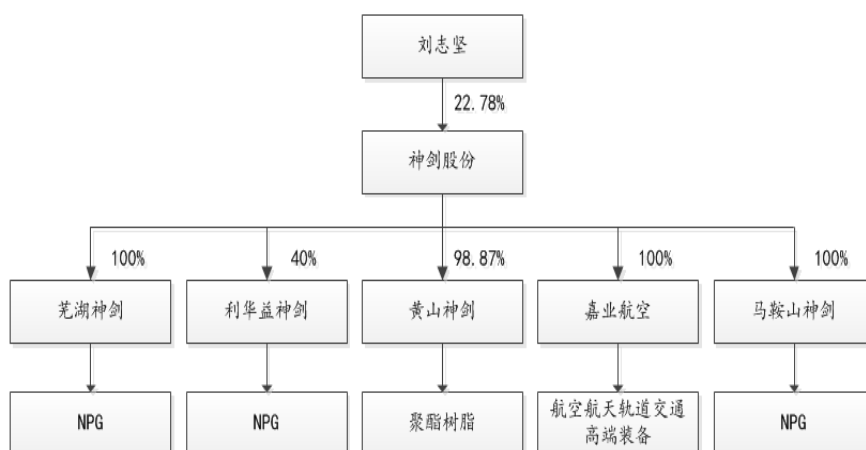 刘志坚
22.78%
神剑股份
100%
40%
98.87%
100%
100%
芜湖神剑
利华益神剑
黄山神剑
嘉业航空
马鞍山神剑
NPG
NPG
聚酯树脂
航空航天轨道交通
高端装备
NPG